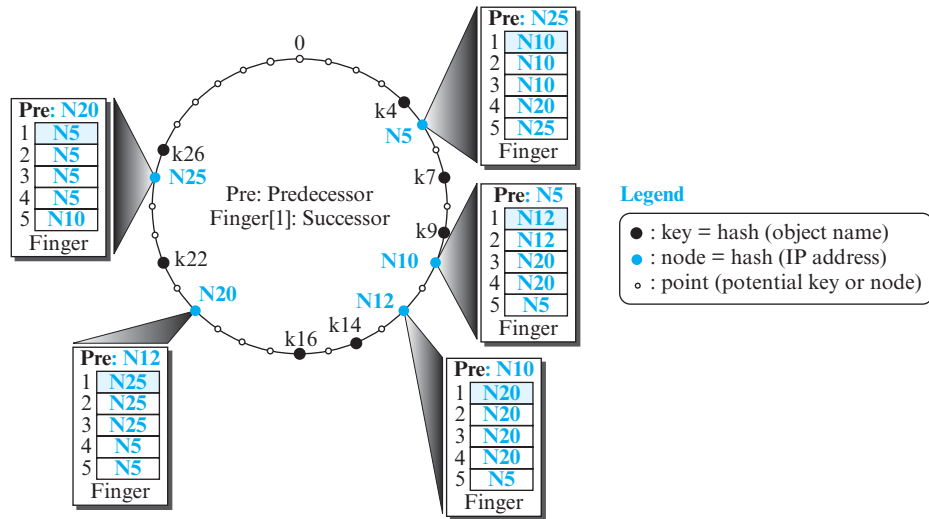 Pre: N25
1 N10
2 N10
3 N10
4 N20
5 N25
Finger
0
k4
N5
Pre: N20
1 N5
2 N5
3 N5
4 N5
5 N10
Finger
k26
N25
k7
Pre: Predecessor
Finger[1]: Successor
k9
N10
Pre: N5
1 N12
2 N12
3 N20
4 N20
5 N5
Finger
Legend
: key = hash (object name)
: node = hash (IP address)
: point (potential key or node)
k22
N20
N12
k16
k14
Pre: N12
1 N25
2 N25
3 N25
4 N5
5 N5
Finger
Pre: N10
1 N20
2 N20
3 N20
4 N20
5 N5
Finger